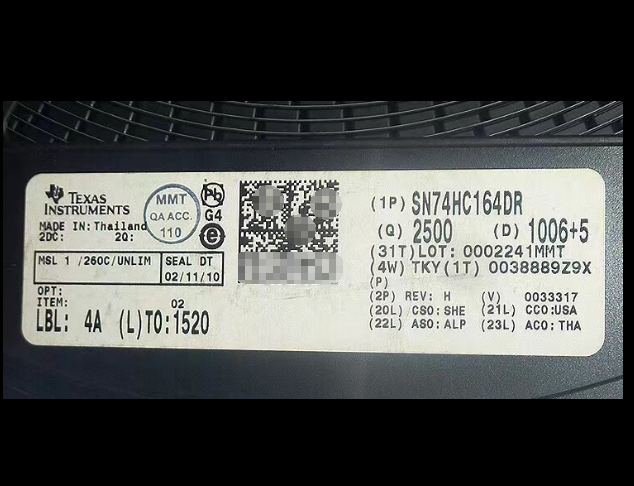 TEXAS
INSTRUMENTS
MADE IN:Thailand
2DC: 2Q:
MMT
QA ACC.
110
Pb
G4
e
MSL 1 /260C/UNLIM
SEAL DT
02/11/10
OPT:
ITEM:
02
LBL: 4A (L)TO:1520
(1P) SN74HC164DR
(Q) 2500 (D) 1006+5
(31T)LOT: 0002241MMT
(4W) TKY(1T) 0038889Z9X
(P)
(2P) REV: H (V) 0033317
(20L) CSO:SHE (21L) CCO:USA
(22L) ASO:ALP (23L) ACO:THA